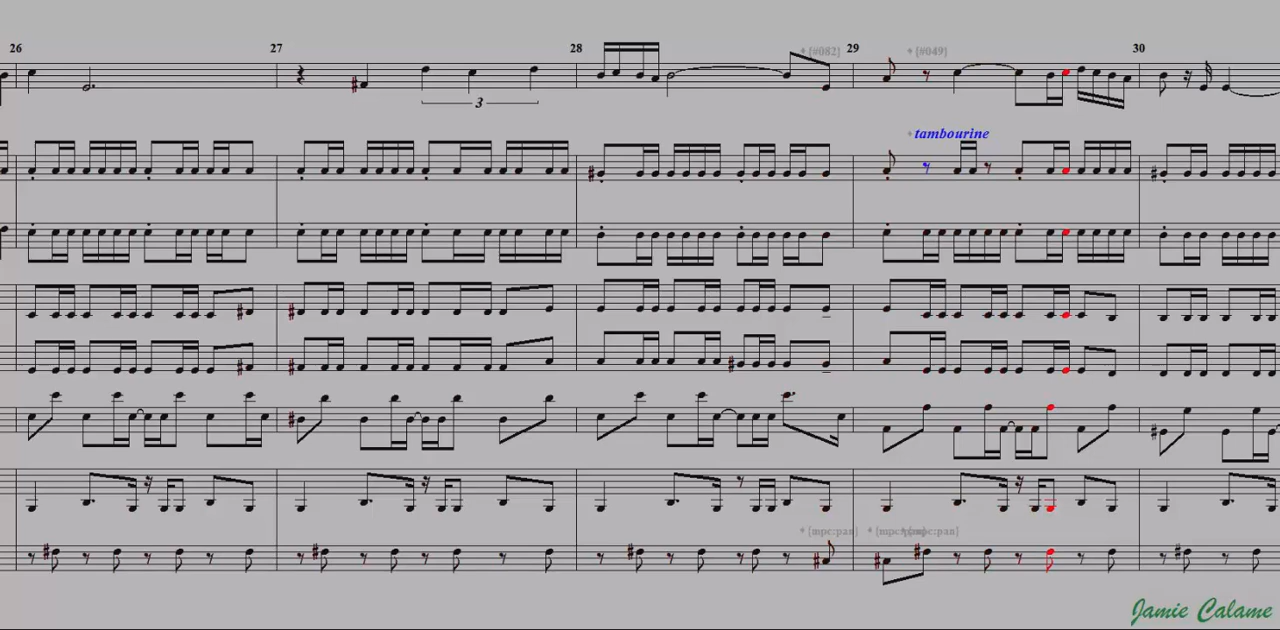 26 27 28 {#082} 29 {#049} 30
3
tambourine
{mpc:pan}
Jamie Calame